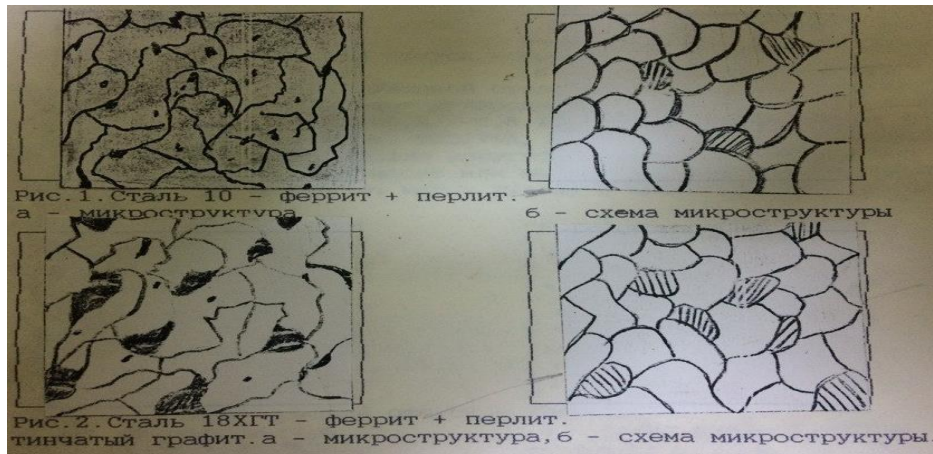 Рис.1.Сталь 10 - феррит + перлит.
а - микроструктура
б - схема микроструктуры
Рис.2.Сталь 18ХГТ - феррит + перлит.
тинчатый графит.а - микроструктура,б - схема микроструктуры.